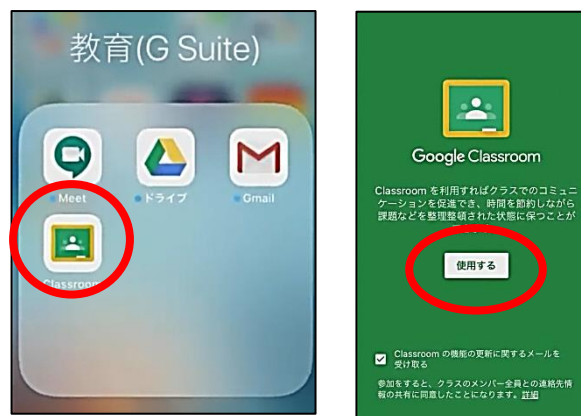 教育(G Suite)
Meet
ドライブ
Gmail
Classroom
Google Classroom
Classroom を利用すればクラスでのコミュニ
ケーションを促進でき、時間を節約しながら
課題などを整理整頓された状態に保つことが
使用する
Classroom の機能の更新に関するメールを
受け取る
参加をすると、クラスのメンバー全員との連絡先情
報の共有に同意したことになります。詳細